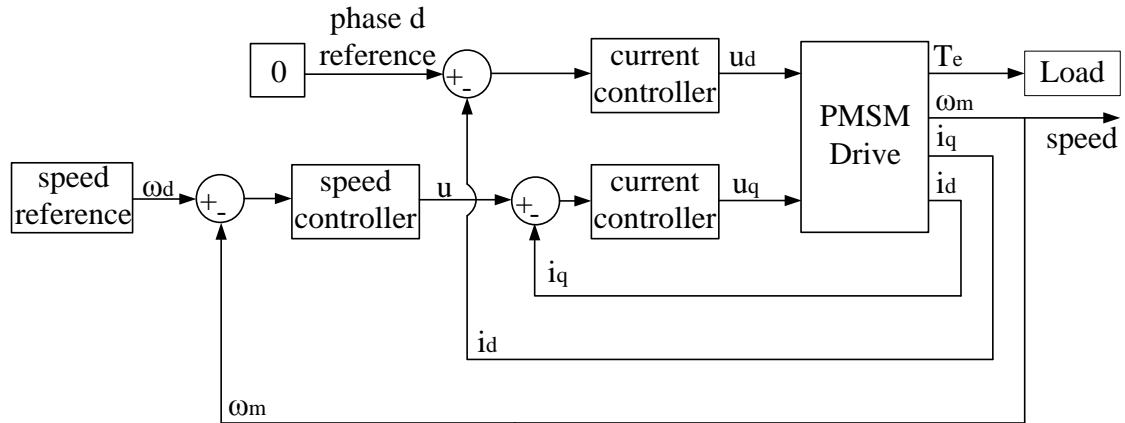 phase d
reference
0
+
-
current
controller
ud
PMSM
Drive
Te
Load
ωm
speed
iq
id
speed
reference
ωd
+
-
speed
controller
u
+
-
current
controller
uq
iq
id
ωm